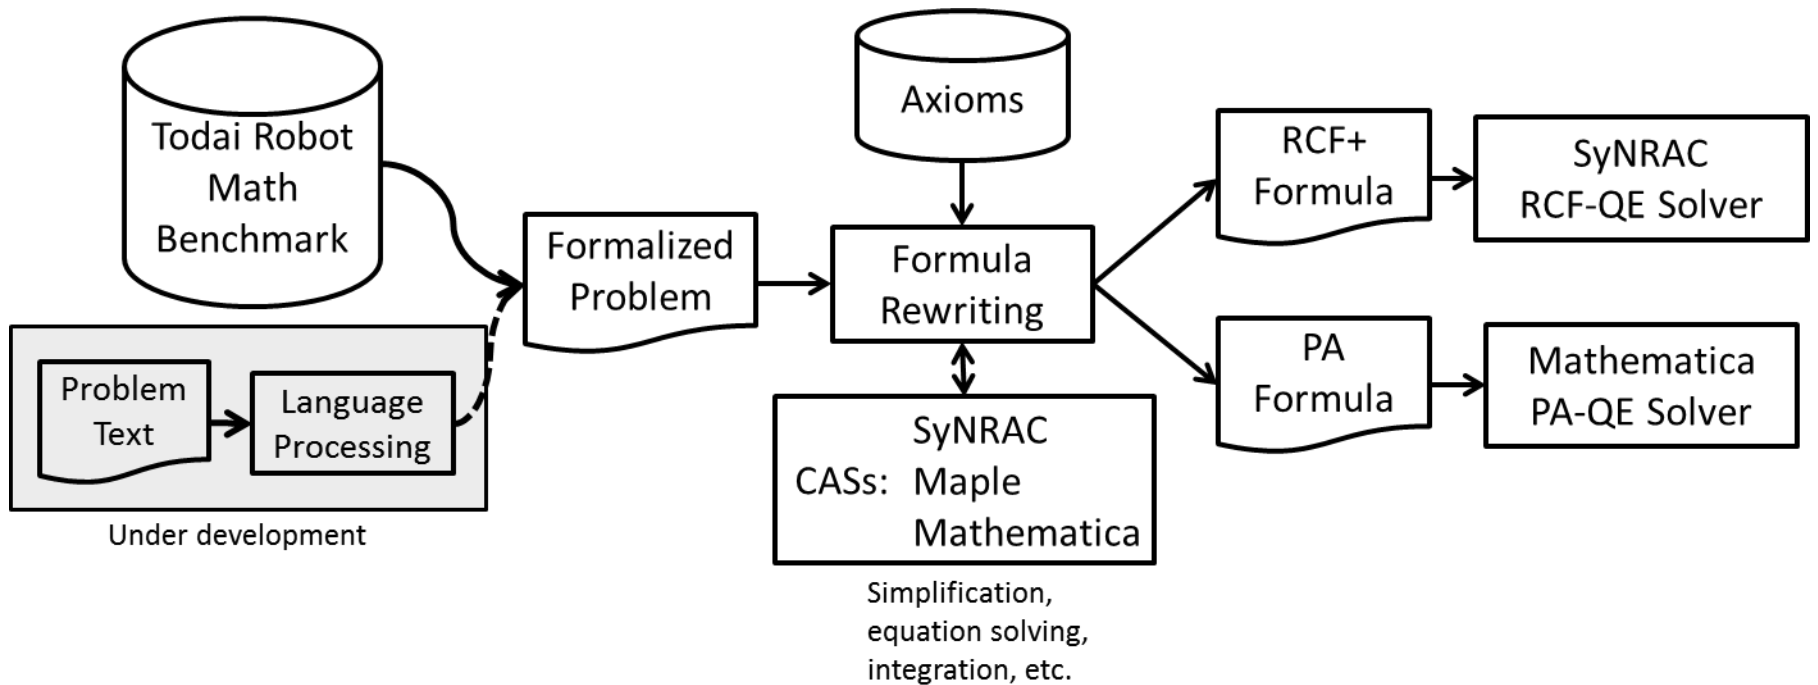 Todai Robot
Math
Benchmark
Problem
Text
Language
Processing
Under development
Formalized
Problem
Axioms
Formula
Rewriting
SyNRAC
CASs: Maple
Mathematica
Simplification,
equation solving,
integration, etc.
RCF+
Formula
SyNRAC
RCF-QE Solver
PA
Formula
Mathematica
PA-QE Solver